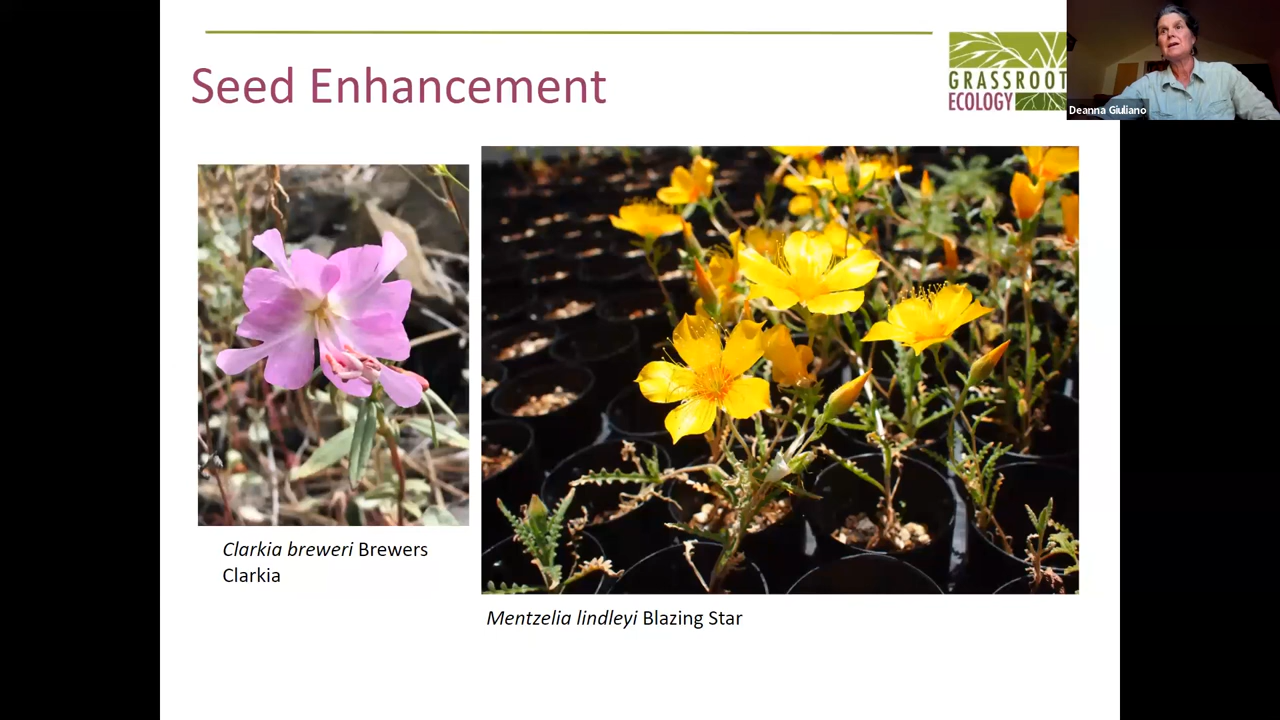 Seed Enhancement
GRASSROOT
ECOLOGY
Deanna Giuliano
Clarkia breweri Brewers
Clarkia
Mentzelia lindleyi Blazing Star